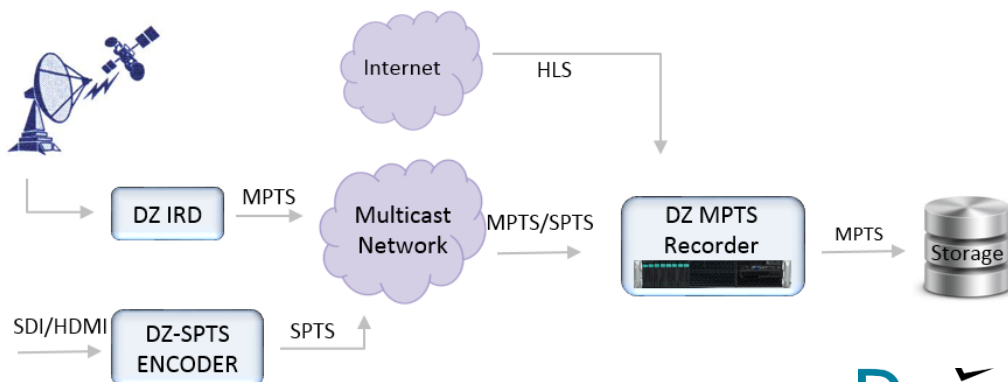 Internet
HLS
DZ IRD
MPTS
Multicast
Network
MPTS/SPTS
DZ MPTS
Recorder
MPTS
Storage
SDI/HDMI
DZ-SPTS
ENCODER
SPTS